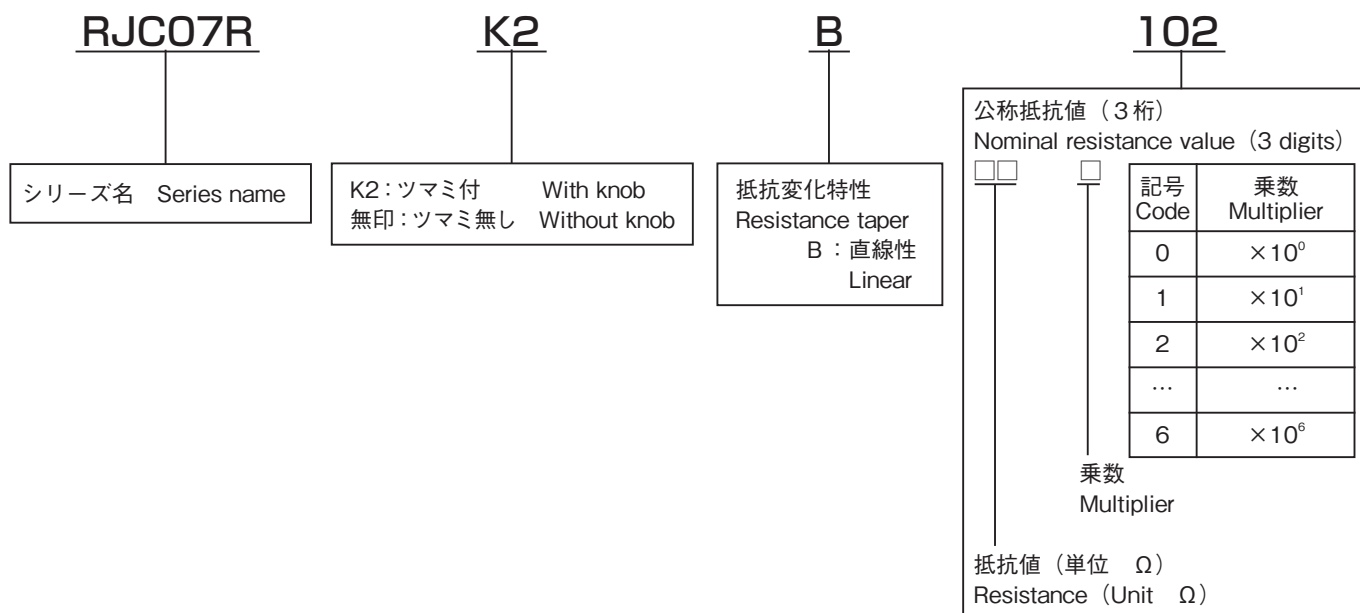 RJC07R K2 B 102
シリーズ名 Series name
K2：ツマミ付 With knob
無印：ツマミ無し Without knob
抵抗変化特性
Resistance taper
B：直線性
Linear
公称抵抗値（3桁）
Nominal resistance value（3 digits）
□□ □
記号 乗数
Code Multiplier
0 ×10⁰
1 ×10¹
2 ×10²
… …
6 ×10⁶
乗数
Multiplier
抵抗値（単位 Ω）
Resistance（Unit Ω）